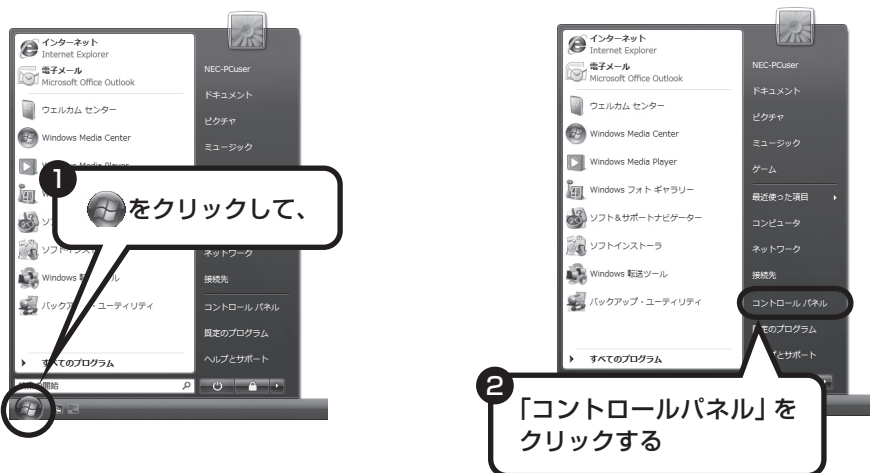 インターネット
Internet Explorer
電子メール
Microsoft Office Outlook
ウェルカム センター
Windows Media Center
Windows Media Player
バックアップ・ユーティリティ
すべてのプログラム
NEC-PCuser
ドキュメント
ピクチャ
ミュージック
ネットワーク
接続先
コントロール パネル
既定のプログラム
ヘルプとサポート
1
をクリックして、
インターネット
Internet Explorer
電子メール
Microsoft Office Outlook
ウェルカム センター
Windows Media Center
Windows Media Player
Windows フォト ギャラリー
ソフト&サポートナビゲーター
ソフトインストーラ
Windows 転送ツール
バックアップ・ユーティリティ
すべてのプログラム
NEC-PCuser
ドキュメント
ピクチャ
ミュージック
ゲーム
最近使った項目
コンピュータ
ネットワーク
接続先
コントロール パネル
2
「コントロールパネル」を
クリックする